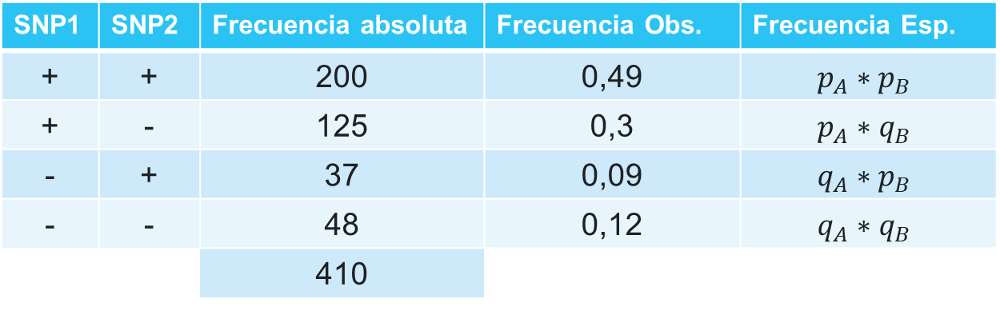 SNP1 SNP2 Frecuencia absoluta Frecuencia Obs. Frecuencia Esp.
+ + 200 0,49 p_A * p_B
+ - 125 0,3 p_A * q_B
- + 37 0,09 q_A * p_B
- - 48 0,12 q_A * q_B
410